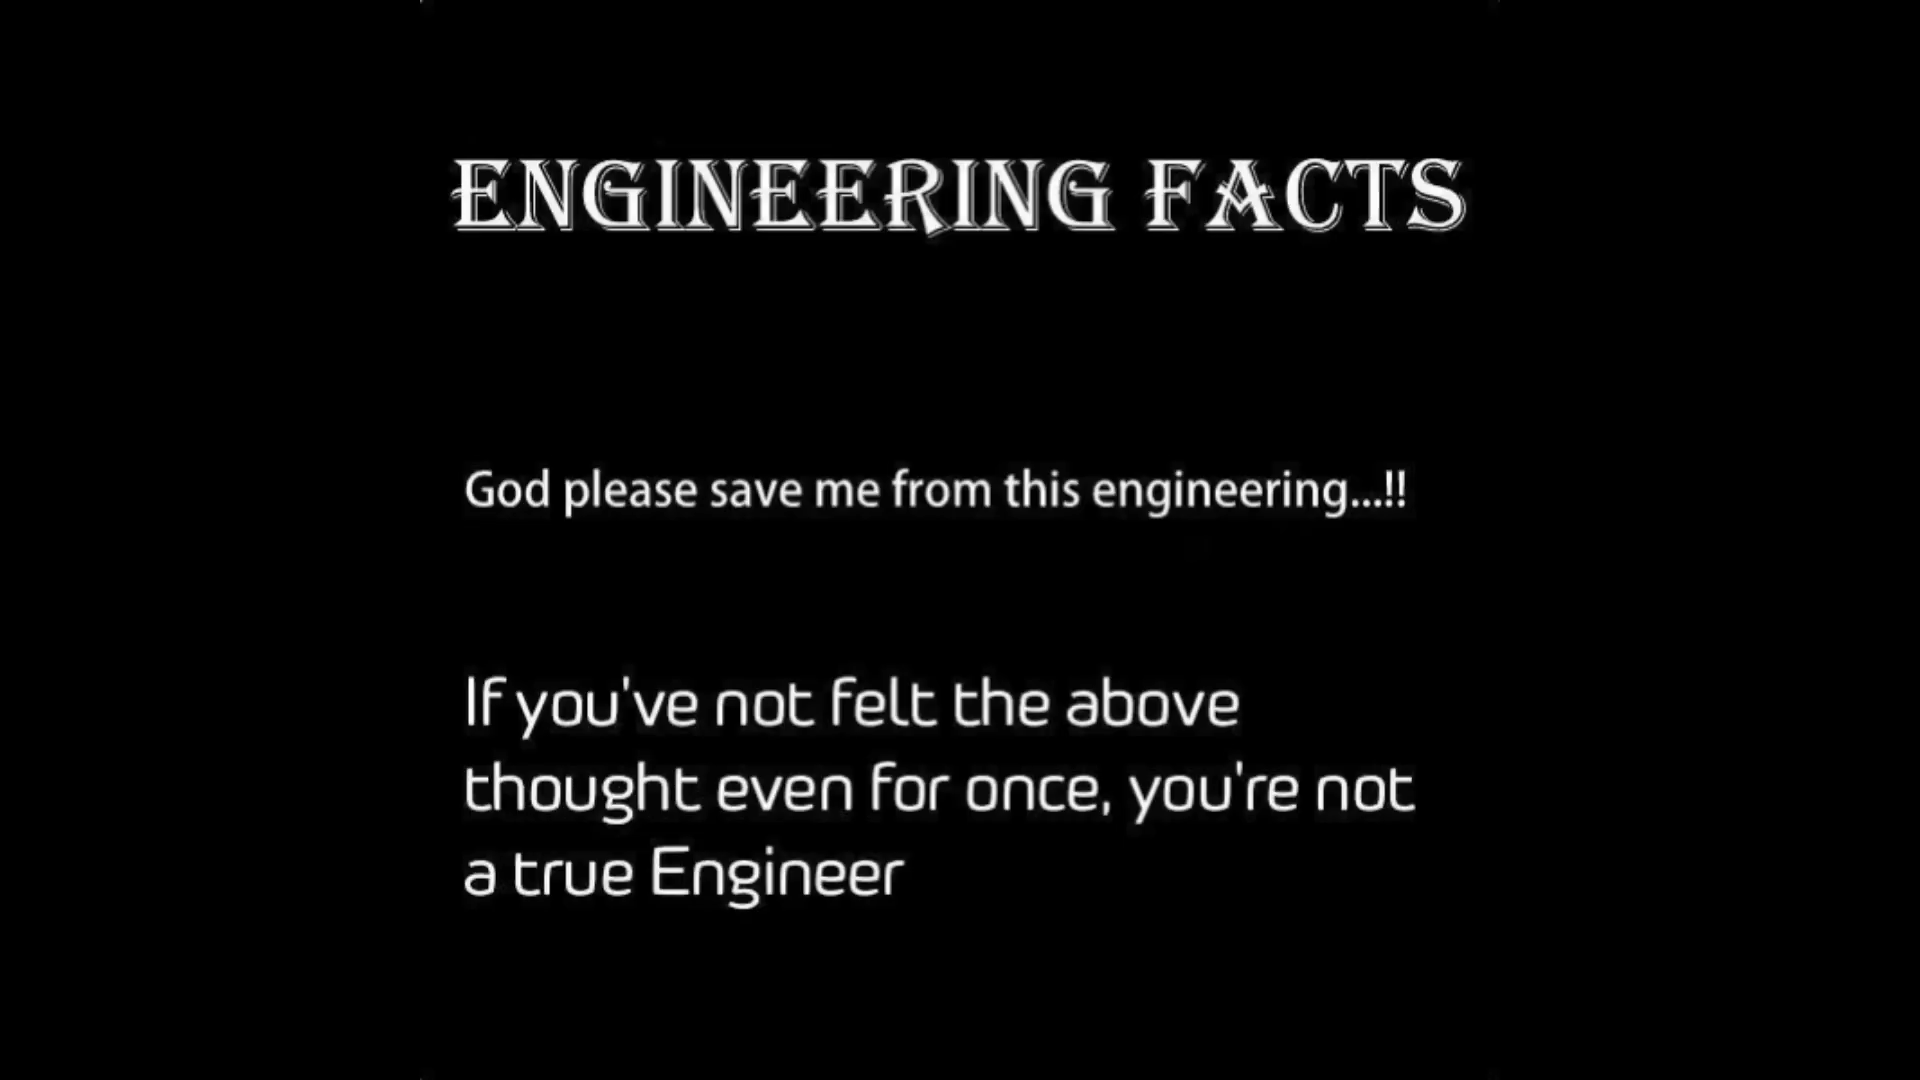 ENGINEERING FACTS
God please save me from this engineering...!!
If you've not felt the above
thought even for once, you're not
a true Engineer